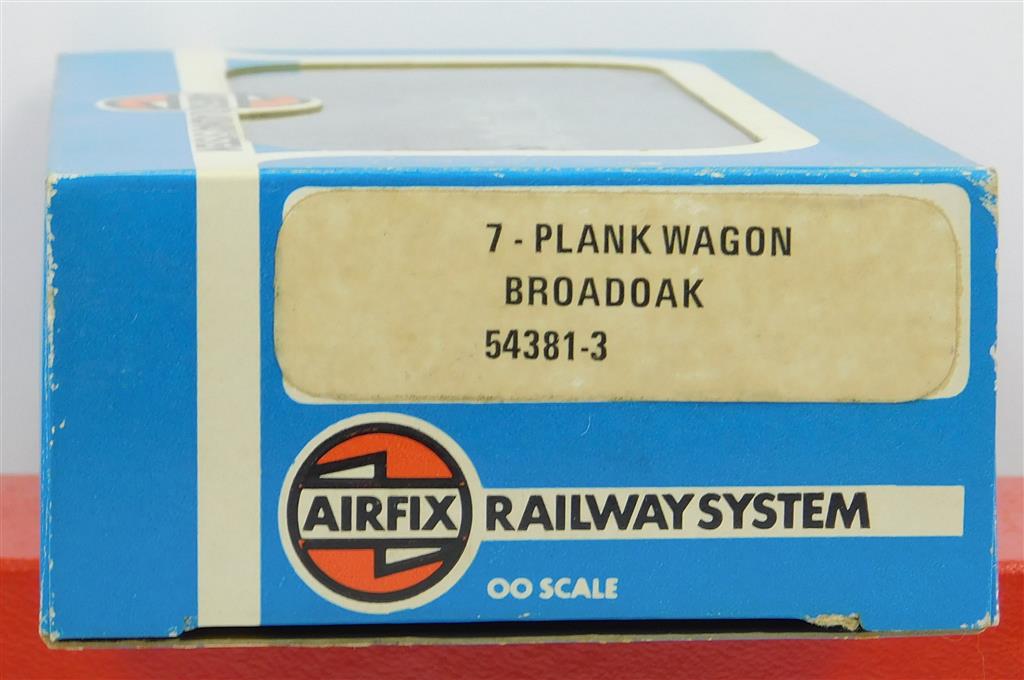 7 - PLANK WAGON
BROADOAK
54381-3
AIRFIX RAILWAY SYSTEM
OO SCALE